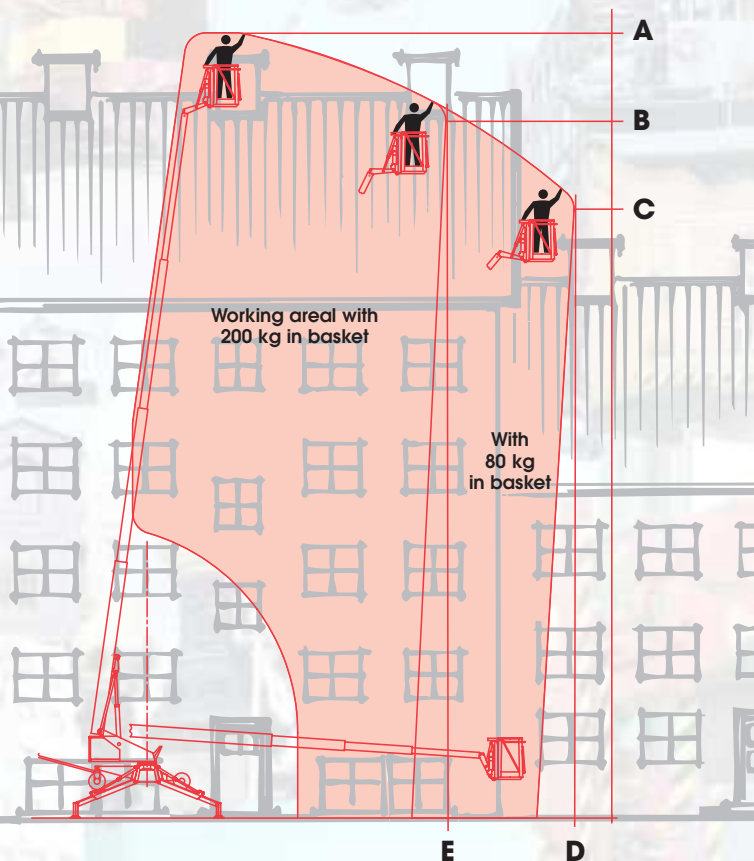 A
B
C
Working areal with
200 kg in basket
With
80 kg
in basket
E
D